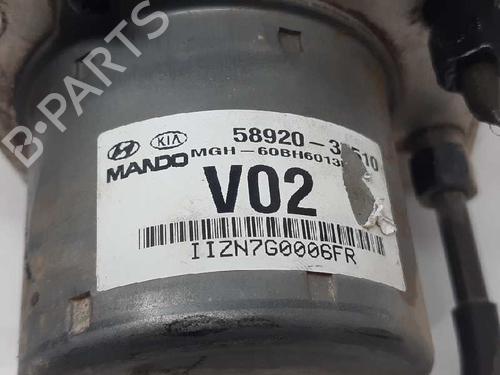 B-PARTS
KIA 58920-3
MANDO MGH-60BH6013
V02
IIZN7G0006FR